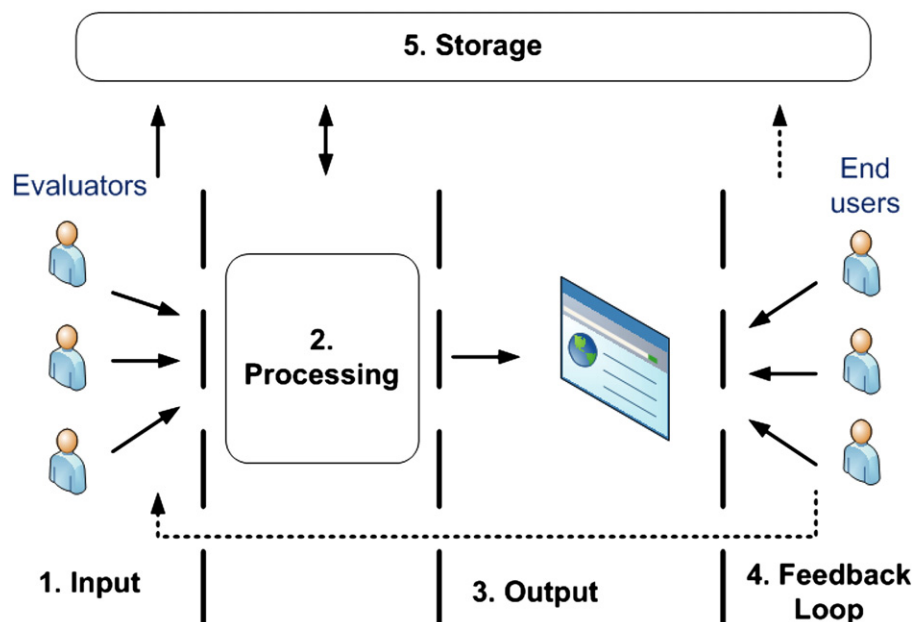 5. Storage
Evaluators
End
users
2.
Processing
1. Input
3. Output
4. Feedback
Loop